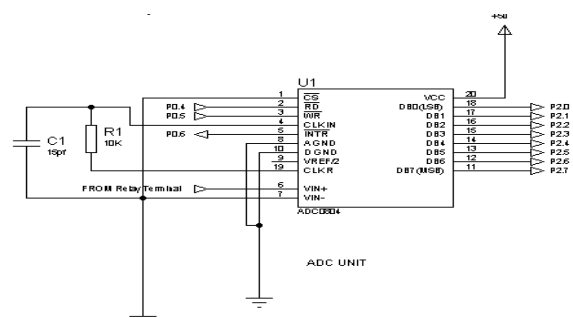 +5v
U1
1 CS VCC 20
P0.4 2 RD DB0(LSB) 18 P2.0
P0.5 3 WR DB1 17 P2.1
4 CLKIN DB2 16 P2.2
P0.6 5 INTR DB3 15 P2.3
8 AGND DB4 14 P2.4
10 DGND DB5 13 P2.5
9 VREF/2 DB6 12 P2.6
19 CLKR DB7(MSB) 11 P2.7
C1
15pf
R1
10K
FROM Relay Terminal 6 VIN+
7 VIN-
ADC0804
ADC UNIT